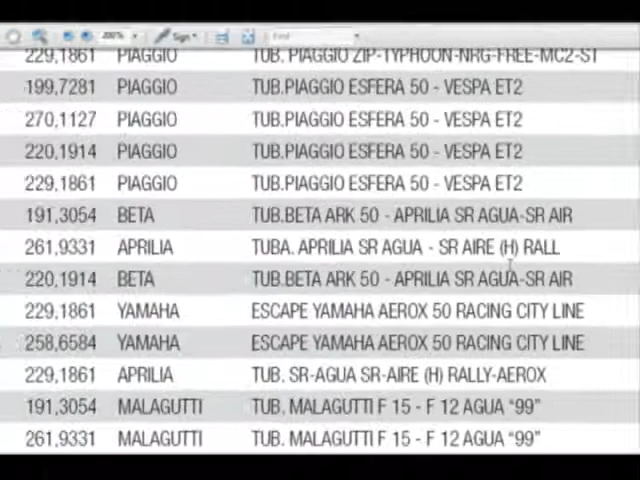 200%
Sign
Find
229,1861 PIAGGIO TUB. PIAGGIO ZIP-TYPHOON-NRG-FREE-MC2-ST
199,7281 PIAGGIO TUB.PIAGGIO ESFERA 50 - VESPA ET2
270,1127 PIAGGIO TUB.PIAGGIO ESFERA 50 - VESPA ET2
220,1914 PIAGGIO TUB.PIAGGIO ESFERA 50 - VESPA ET2
229,1861 PIAGGIO TUB.PIAGGIO ESFERA 50 - VESPA ET2
191,3054 BETA TUB.BETA ARK 50 - APRILIA SR AGUA-SR AIR
261,9331 APRILIA TUBA. APRILIA SR AGUA - SR AIRE (H) RALL
220,1914 BETA TUB.BETA ARK 50 - APRILIA SR AGUA-SR AIR
229,1861 YAMAHA ESCAPE YAMAHA AEROX 50 RACING CITY LINE
258,6584 YAMAHA ESCAPE YAMAHA AEROX 50 RACING CITY LINE
229,1861 APRILIA TUB. SR-AGUA SR-AIRE (H) RALLY-AEROX
191,3054 MALAGUTTI TUB. MALAGUTTI F 15 - F 12 AGUA “99”
261,9331 MALAGUTTI TUB. MALAGUTTI F 15 - F 12 AGUA “99”